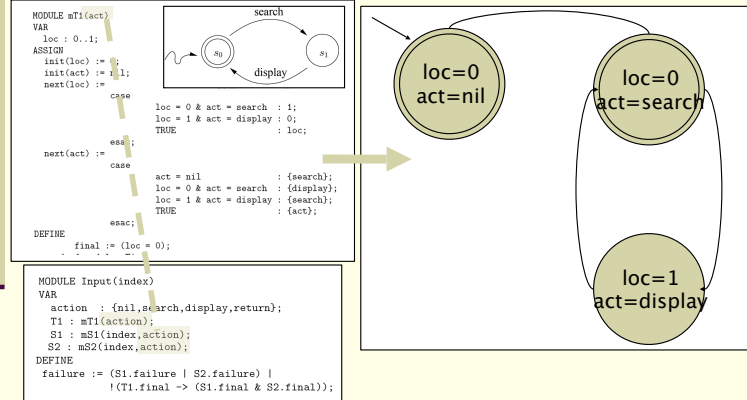 MODULE mT1(act)
VAR
loc : 0..1;
ASSIGN
init(loc) := ;
init(act) := nil;
next(loc) :=
case
loc = 0 & act = search : 1;
loc = 1 & act = display : 0;
TRUE : loc;
esac;
next(act) :=
case
act = nil : {search};
loc = 0 & act = search : {display};
loc = 1 & act = display : {search};
TRUE : {act};
esac;
DEFINE
final := (loc = 0);
search
s0
s1
display
MODULE Input(index)
VAR
action : {nil,search,display,return};
T1 : mT1(action);
S1 : mS1(index,action);
S2 : mS2(index,action);
DEFINE
failure := (S1.failure | S2.failure) |
!(T1.final -> (S1.final & S2.final));
loc=0
act=nil
loc=0
act=search
loc=1
act=display